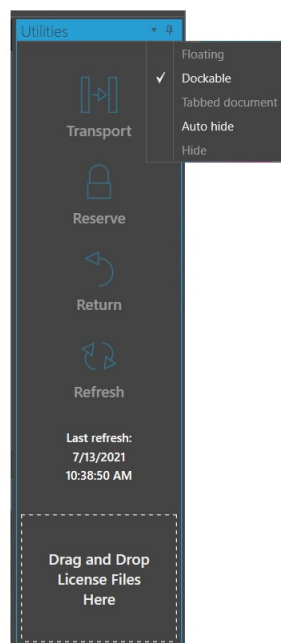 Utilities
Floating
Dockable
Tabbed document
Auto hide
Hide
Transport
Reserve
Return
Refresh
Last refresh:
7/13/2021
10:38:50 AM
Drag and Drop
License Files
Here